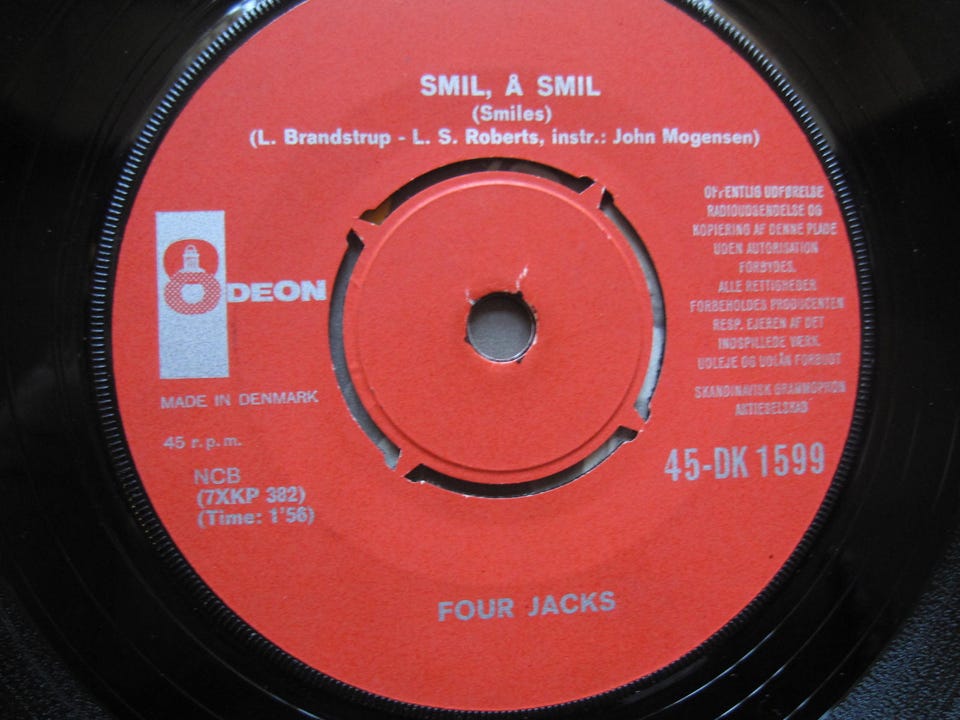 SMIL, Å SMIL
(Smiles)
(L. Brandstrup - L. S. Roberts, instr.: John Mogensen)
OFFENTLIG UDFØRELSE
RADIOUDSENDELSE OG
KOPIERING AF DENNE PLADE
UDEN AUTORISATION
FORBYDES.
ALLE RETTIGHEDER
FORBEHOLDES PRODUCENTEN
RESP. EJEREN AF DET
INDSPILLEDE VÆRK.
UDLEJE OG UDLÅN FORBUDT
SKANDINAVISK GRAMMOPHON
AKTIESELSKAB
ODEON
MADE IN DENMARK
45 r.p.m.
NCB
(7XKP 382)
(Time: 1'56)
45-DK 1599
FOUR JACKS